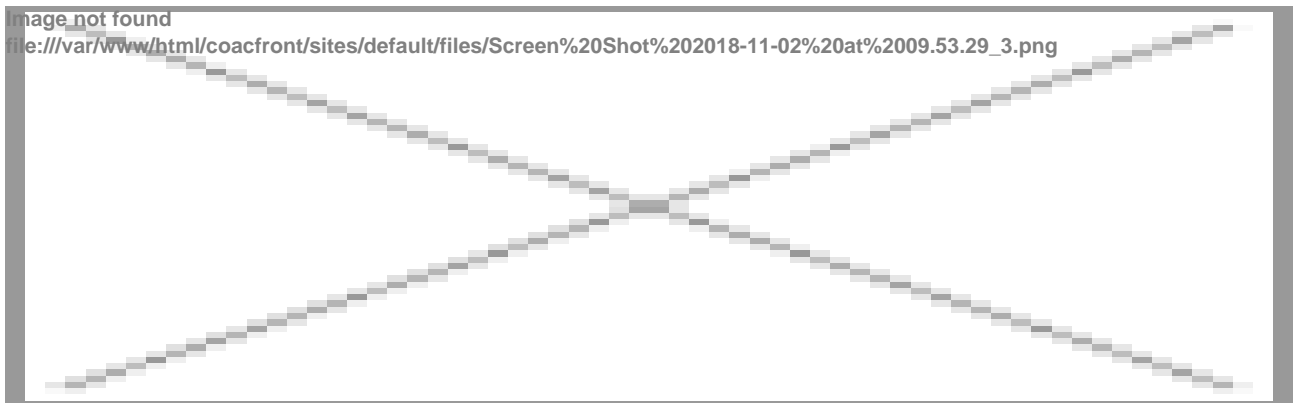 Image not found
file:///var/www/html/coacfront/sites/default/files/Screen%20Shot%202018-11-02%20at%2009.53.29_3.png